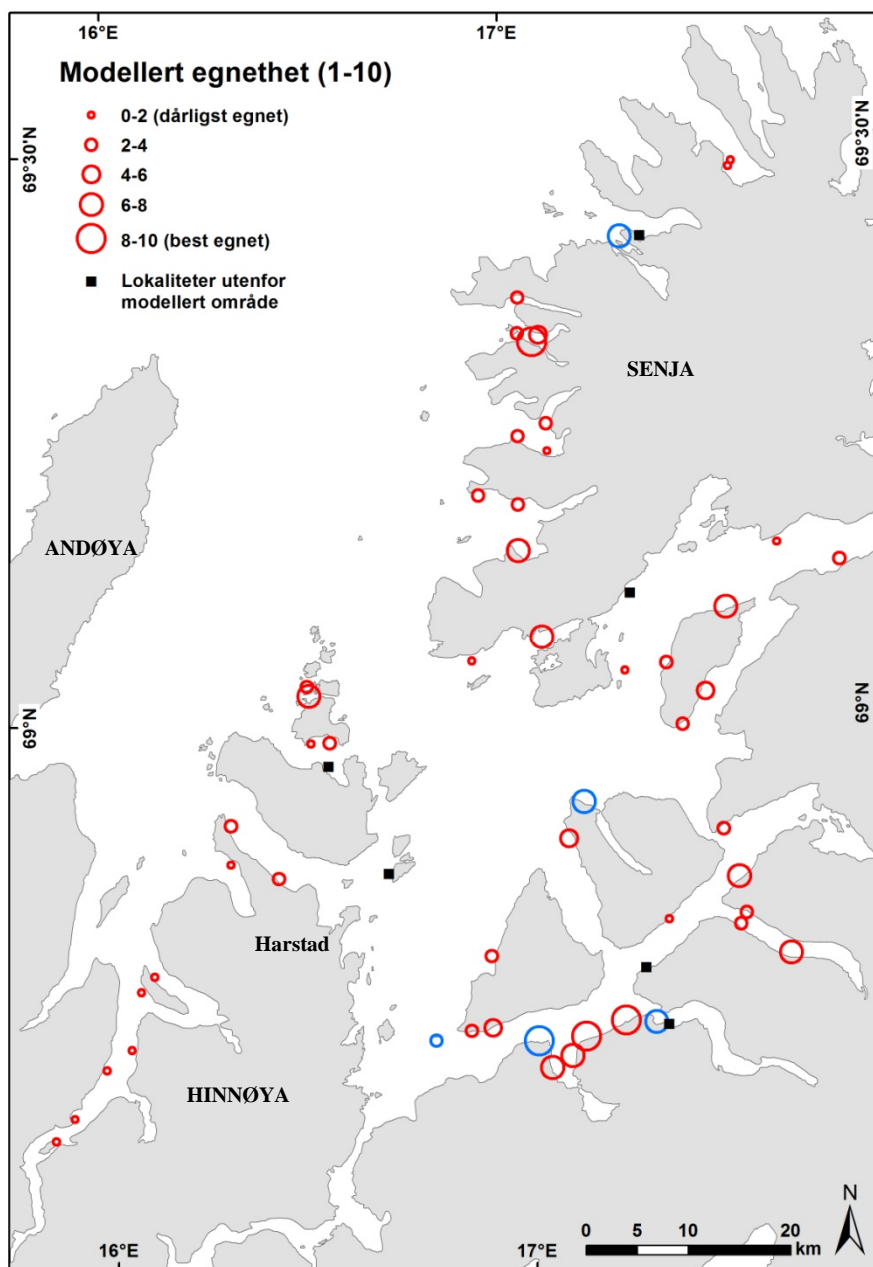 16°E
17°E
Modellert egnethet (1-10)
0-2 (dårligst egnet)
2-4
4-6
6-8
8-10 (best egnet)
Lokaliteter utenfor
modellert område
69°30'N
69°30'N
SENJA
ANDØYA
69°N
69°N
Harstad
HINNØYA
N
0 5 10 20
km
16°E
17°E